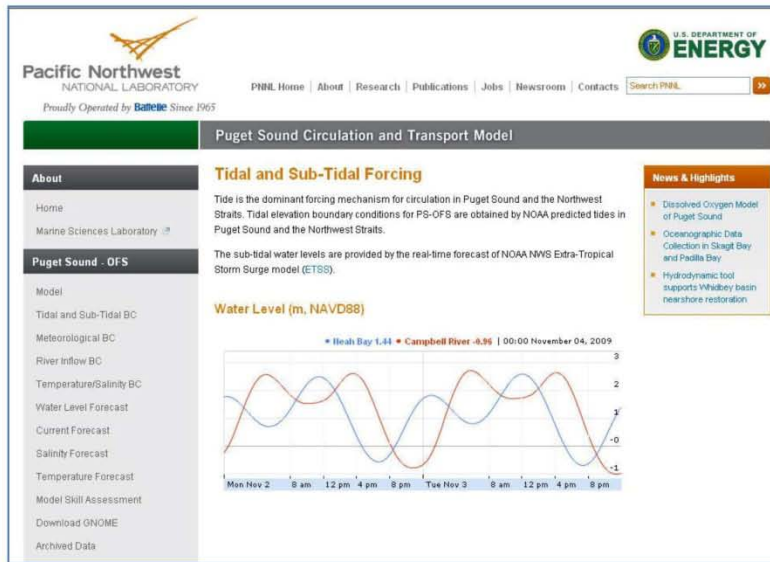 Pacific Northwest
NATIONAL LABORATORY
Proudly Operated by Battelle Since 1965
U.S. DEPARTMENT OF
ENERGY
PNNL Home | About | Research | Publications | Jobs | Newsroom | Contacts
Search PNNL
Puget Sound Circulation and Transport Model
About
Home
Marine Sciences Laboratory
Puget Sound - OFS
Model
Tidal and Sub-Tidal BC
Meteorological BC
River Inflow BC
Temperature/Salinity BC
Water Level Forecast
Current Forecast
Salinity Forecast
Temperature Forecast
Model Skill Assessment
Download GNOME
Archived Data
Tidal and Sub-Tidal Forcing
Tide is the dominant forcing mechanism for circulation in Puget Sound and the Northwest
Straits. Tidal elevation boundary conditions for PS-OFS are obtained by NOAA predicted tides in
Puget Sound and the Northwest Straits.
The sub-tidal water levels are provided by the real-time forecast of NOAA NWS Extra-Tropical
Storm Surge model (ETSS).
Water Level (m, NAVD88)
Neah Bay 1.44 Campbell River -0.96 | 00:00 November 04, 2009
3
2
1
-0
-1
Mon Nov 2 8 am 12 pm 4 pm 8 pm Tue Nov 3 8 am 12 pm 4 pm 8 pm
News & Highlights
Dissolved Oxygen Model
of Puget Sound
Oceanographic Data
Collection in Skagit Bay
and Padilla Bay
Hydrodynamic tool
supports Whidbey basin
nearshore restoration